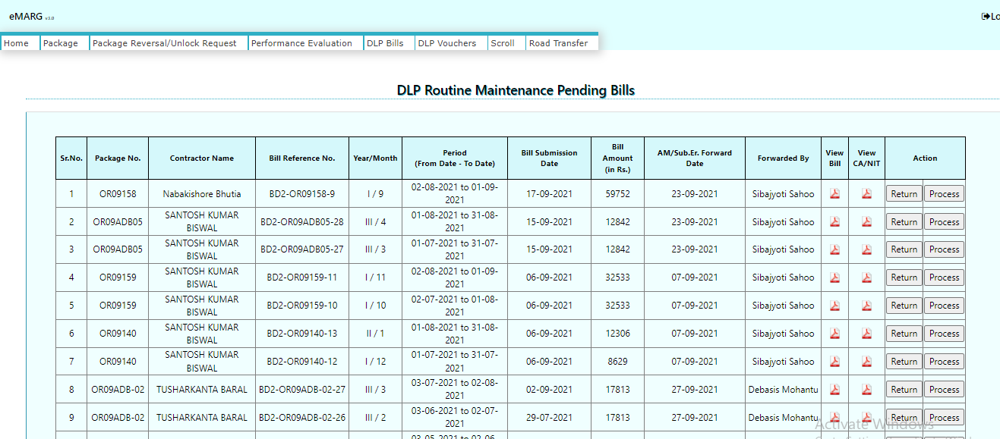 eMARG v3.0
Lo
Home Package Package Reversal/Unlock Request Performance Evaluation DLP Bills DLP Vouchers Scroll Road Transfer
DLP Routine Maintenance Pending Bills
Sr.No. Package No. Contractor Name Bill Reference No. Year/Month Period (From Date - To Date) Bill Submission Date Bill Amount (in Rs.) AM/Sub.Er. Forward Date Forwarded By View Bill View CA/NIT Action
1 OR09158 Nabakishore Bhutia BD2-OR09158-9 I / 9 02-08-2021 to 01-09-2021 17-09-2021 59752 23-09-2021 Sibajyoti Sahoo Return Process
2 OR09ADB05 SANTOSH KUMAR BISWAL BD2-OR09ADB05-28 III / 4 01-08-2021 to 31-08-2021 15-09-2021 12842 23-09-2021 Sibajyoti Sahoo Return Process
3 OR09ADB05 SANTOSH KUMAR BISWAL BD2-OR09ADB05-27 III / 3 01-07-2021 to 31-07-2021 15-09-2021 12842 23-09-2021 Sibajyoti Sahoo Return Process
4 OR09159 SANTOSH KUMAR BISWAL BD2-OR09159-11 I / 11 02-08-2021 to 01-09-2021 06-09-2021 32533 07-09-2021 Sibajyoti Sahoo Return Process
5 OR09159 SANTOSH KUMAR BISWAL BD2-OR09159-10 I / 10 02-07-2021 to 01-08-2021 06-09-2021 32533 07-09-2021 Sibajyoti Sahoo Return Process
6 OR09140 SANTOSH KUMAR BISWAL BD2-OR09140-13 II / 1 01-08-2021 to 31-08-2021 06-09-2021 12306 07-09-2021 Sibajyoti Sahoo Return Process
7 OR09140 SANTOSH KUMAR BISWAL BD2-OR09140-12 I / 12 01-07-2021 to 31-07-2021 06-09-2021 8629 07-09-2021 Sibajyoti Sahoo Return Process
8 OR09ADB-02 TUSHARKANTA BARAL BD2-OR09ADB-02-27 III / 3 03-07-2021 to 02-08-2021 02-09-2021 17813 27-09-2021 Debasis Mohantu Return Process
9 OR09ADB-02 TUSHARKANTA BARAL BD2-OR09ADB-02-26 III / 2 03-06-2021 to 02-07-2021 29-07-2021 17813 27-09-2021 Debasis Mohantu Return Process
Activate Windows
03-05-2021 to 02-06-